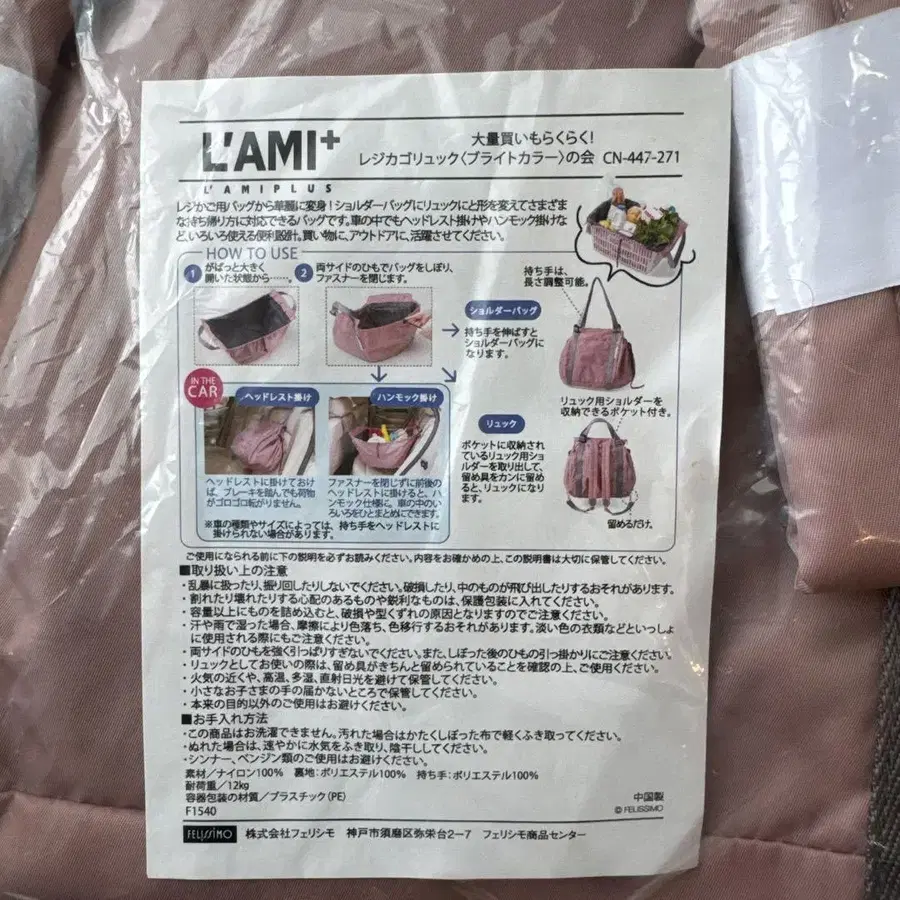 L'AMI+
L'AMIPLUS
大量買いもらくらく!
レジカゴリュック〈ブライトカラー〉の会 CN-447-271
レジかご用バッグから華麗に変身!ショルダーバッグにリュックにと形を変えてさまざま
な持ち帰り方に対応できるバッグです。車の中でもヘッドレスト掛けやハンモック掛けな
ど、いろいろ使える便利設計。買い物に、アウトドアに、活躍させてください。
HOW TO USE
1 がばっと大きく
開いた状態から……。
2 両サイドのひもでバッグをしぼり、
ファスナーを閉じます。
ショルダーバッグ
持ち手を伸ばすと
ショルダーバッグに
なります。
持ち手は、
長さ調整可能。
IN THE
CAR
ヘッドレスト掛け
ヘッドレストに掛けておけ
ば、ブレーキを踏んでも荷物
がゴロゴロ転がりません。
ハンモック掛け
ファスナーを閉じずに前後の
ヘッドレストに掛けると、ハ
ンモック仕様に。車の中のい
ろいろをひとまとめにできます。
※車の種類やサイズによっては、持ち手をヘッドレストに
掛けられない場合があります。
リュック
ポケットに収納され
ているリュック用ショ
ルダーを取り出して、
留め具をカンに留め
ると、リュックになり
ます。
リュック用ショルダーを
収納できるポケット付き。
留めるだけ。
ご使用になられる前に下の説明を必ずお読みください。内容をお確かめの上、この説明書は大切に保管してください。
■取り扱い上の注意
・乱暴に扱ったり、振り回したりしないでください。破損したり、中のものが飛び出したりするおそれがあります。
・割れたり壊れたりする心配のあるものや鋭利なものは、保護包装に入れてください。
・容量以上にものを詰め込むと、破損や型くずれの原因となりますのでご注意ください。
・汗や雨で湿った場合、摩擦により色落ち、色移行するおそれがあります。淡い色の衣類などといっしょ
に使用される際にもご注意ください。
・両サイドのひもを強く引っぱりすぎないでください。また、しぼった後のひもの引っ掛かりにご注意ください。
・リュックとしてお使いの際は、留め具がきちんと留められていることを確認の上、ご使用ください。
・火気の近くや、高温、多湿、直射日光を避けて保管してください。
・小さなお子さまの手の届かないところで保管してください。
・本来の目的以外のご使用はお避けください。
■お手入れ方法
・この商品はお洗濯できません。汚れた場合はかたくしぼった布で軽くふき取ってください。
・ぬれた場合は、速やかに水気をふき取り、陰干ししてください。
・シンナー、ベンジン類のご使用はお避けください。
素材/ナイロン100% 裏地:ポリエステル100% 持ち手:ポリエステル100%
耐荷重/12kg
容器包装の材質/プラスチック(PE)
F1540
中国製
© FELISSIMO
FELISSIMO 株式会社フェリシモ 神戸市須磨区弥栄台2-7 フェリシモ商品センター